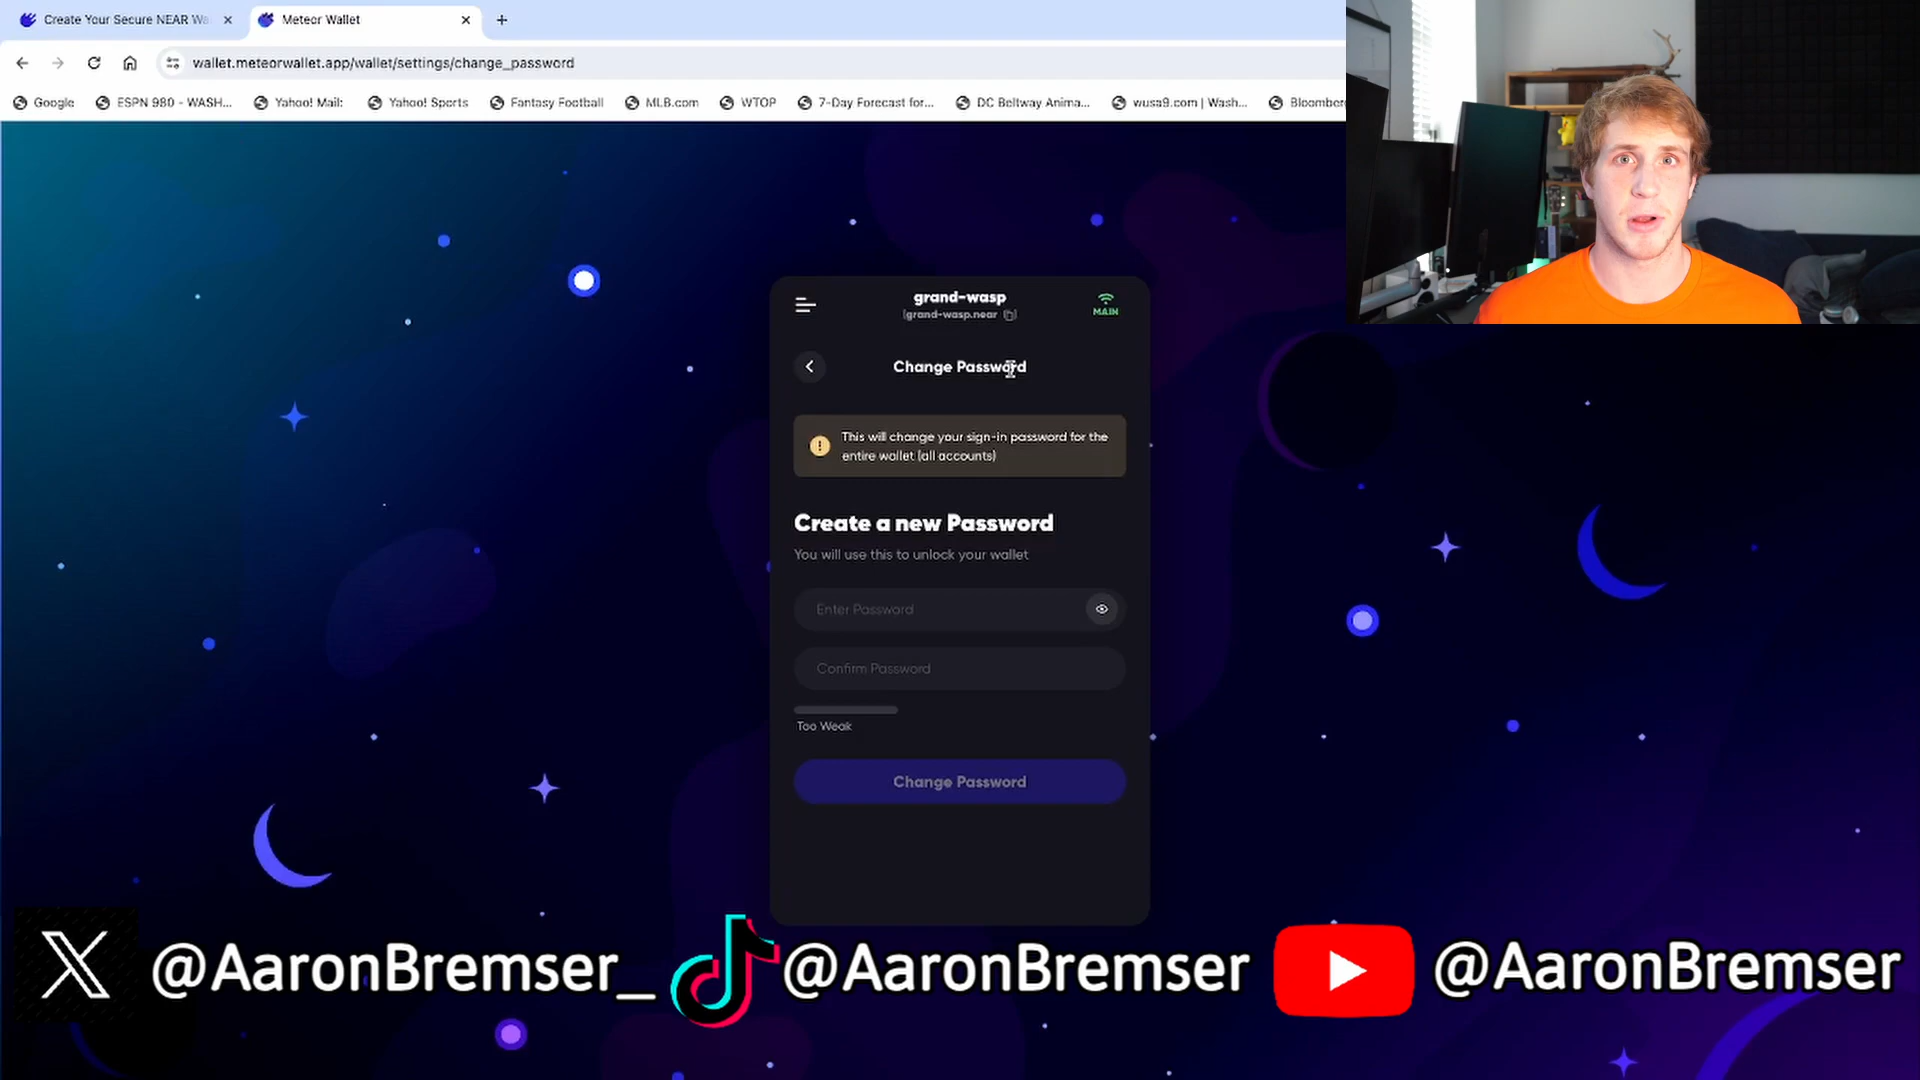 Create Your Secure NEAR Wa
Meteor Wallet
wallet.meteorwallet.app/wallet/settings/change_password
Google
ESPN 980 - WASH...
Yahoo! Mail:
Yahoo! Sports
Fantasy Football
MLB.com
WTOP
7-Day Forecast for...
DC Beltway Anima...
wusa9.com | Wash...
Bloomberg
grand-wasp
(grand-wasp.near
MAIN
Change Password
This will change your sign-in password for the
entire wallet (all accounts)
Create a new Password
You will use this to unlock your wallet
Enter Password
Confirm Password
Too Weak
Change Password
@AaronBremser_
@AaronBremser
@AaronBremser